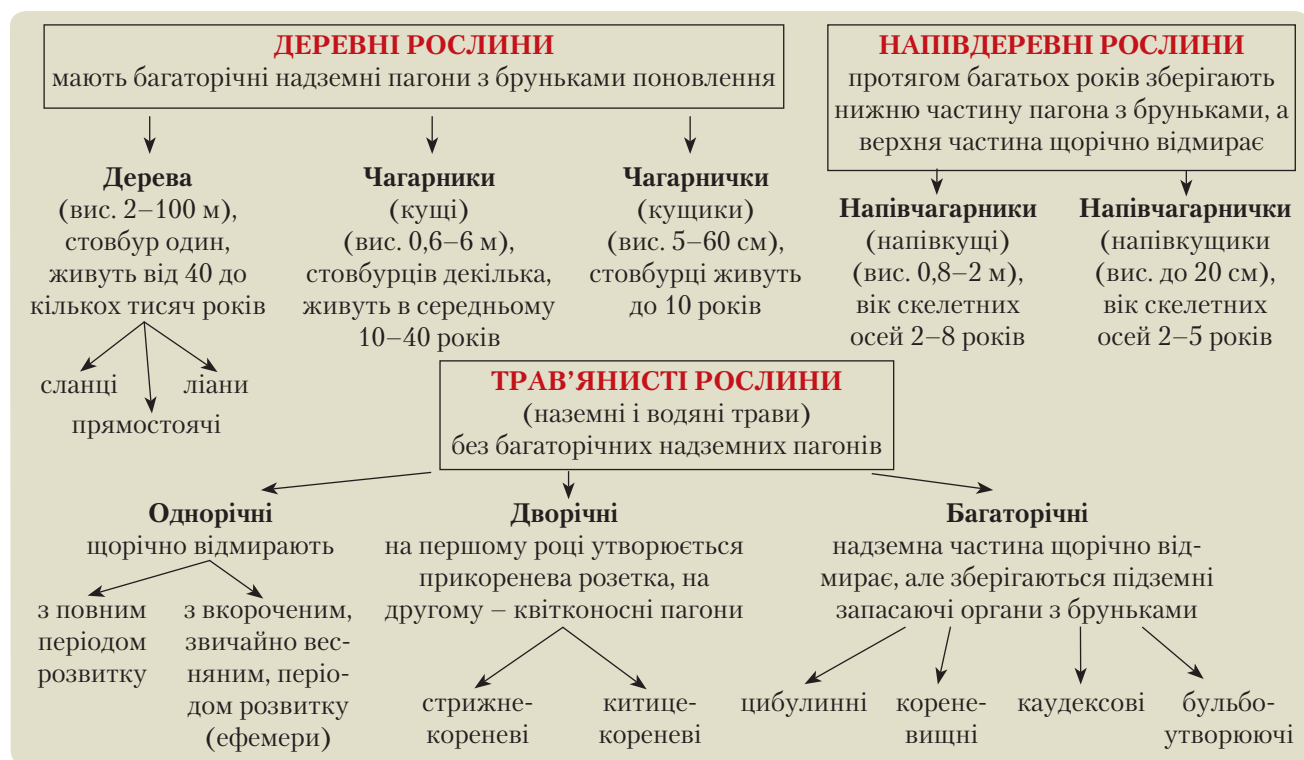 ДЕРЕВНІ РОСЛИНИ
мають багаторічні надземні пагони з бруньками поновлення
НАПІВДЕРЕВНІ РОСЛИНИ
протягом багатьох років зберігають
нижню частину пагона з бруньками, а
верхня частина щорічно відмирає
Дерева
(вис. 2–100 м),
стовбур один,
живуть від 40 до
кількох тисяч років
Чагарники
(кущі)
(вис. 0,6–6 м),
стовбурців декілька,
живуть в середньому
10–40 років
Чагарнички
(кущики)
(вис. 5–60 см),
стовбурці живуть
до 10 років
Напівчагарники
(напівкущі)
(вис. 0,8–2 м),
вік скелетних
осей 2–8 років
Напівчагарнички
(напівкущики
(вис. до 20 см),
вік скелетних
осей 2–5 років
сланці
ліани
прямостоячі
ТРАВ’ЯНИСТІ РОСЛИНИ
(наземні і водяні трави)
без багаторічних надземних пагонів
Однорічні
щорічно відмирають
Дворічні
на першому році утворюється
прикоренева розетка, на
другому – квітконосні пагони
Багаторічні
надземна частина щорічно від-
мирає, але зберігаються підземні
запасаючі органи з бруньками
з повним
періодом
розвитку
з вкороченим,
звичайно вес-
няним, періо-
дом розвитку
(ефемери)
стрижне-
кореневі
китице-
кореневі
цибулинні
корене-
вищні
каудексові
бульбо-
утворюючі